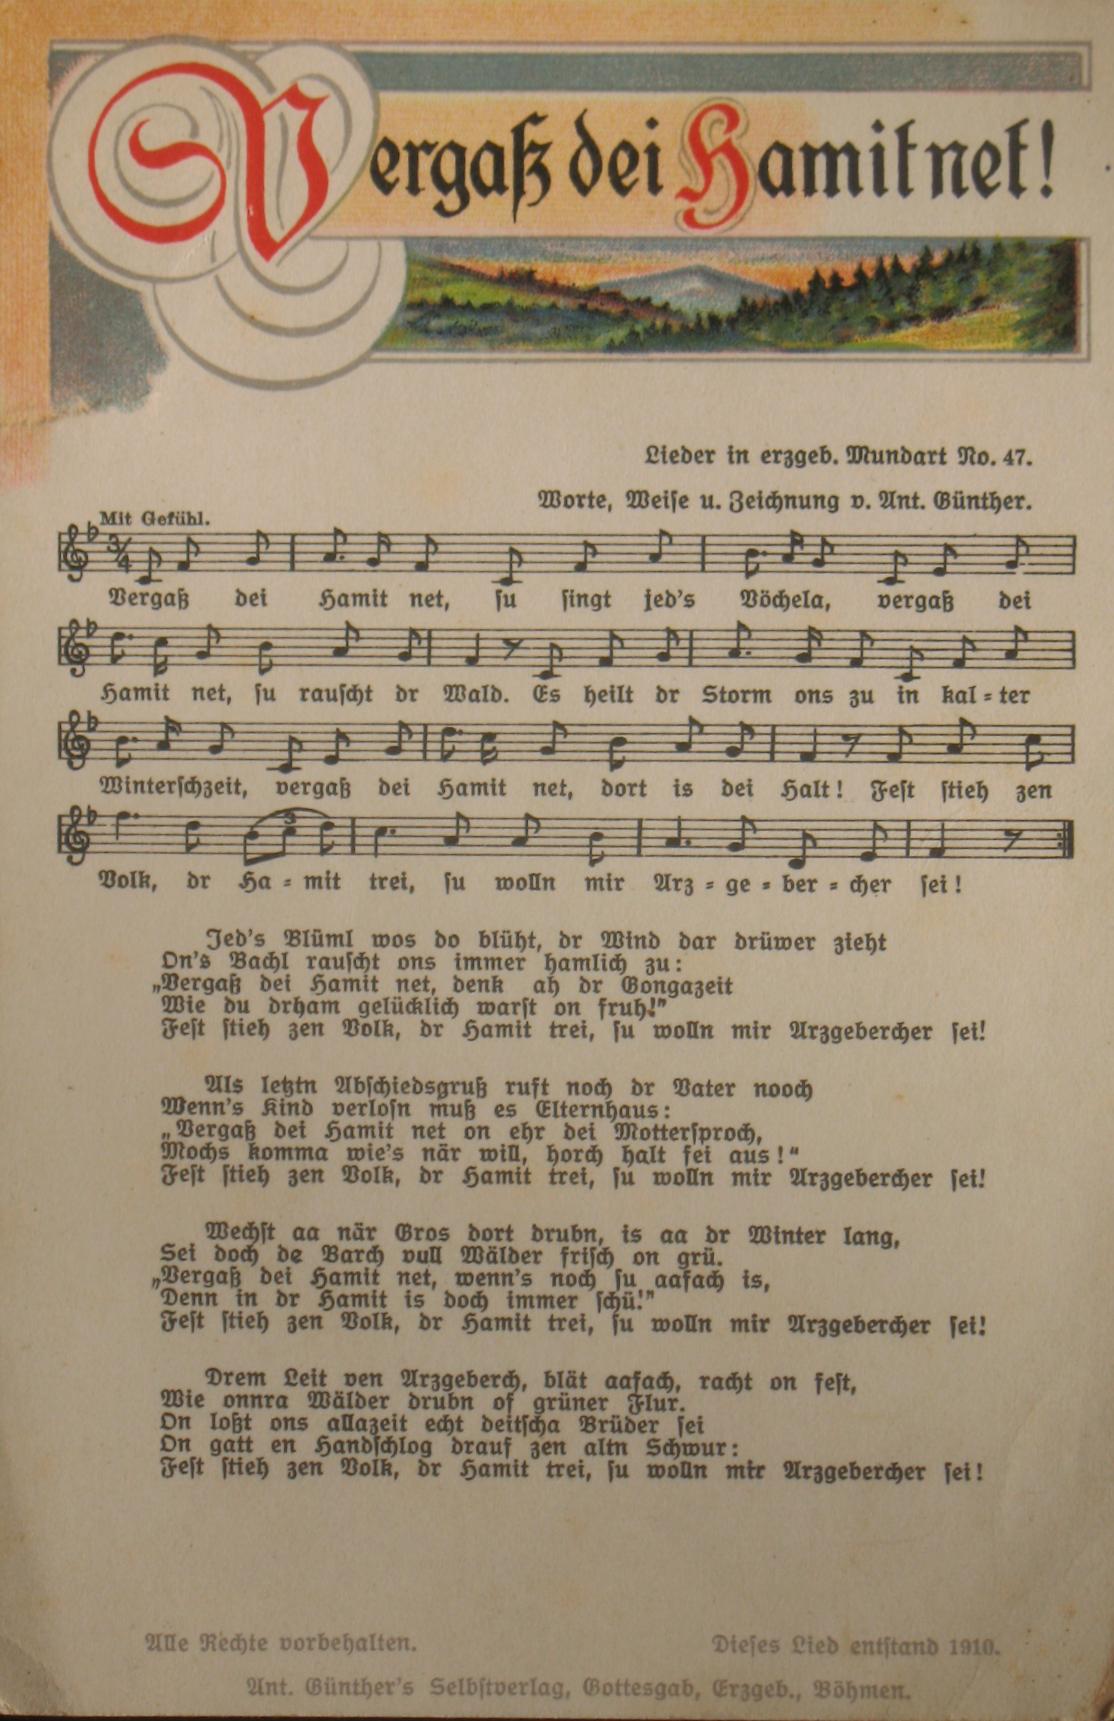 Vergaß dei Hamit net!
Lieder in erzgeb. Mundart No. 47.
Worte, Weise u. Zeichnung v. Ant. Günther.
Mit Gefühl.
3/4
Vergaß dei Hamit net, su singt jed's Vöchela, vergaß dei
Hamit net, su rauscht dr Wald. Es heilt dr Storm ons zu in kal-ter
Winterschzeit, vergaß dei Hamit net, dort is dei Halt! Fest stieh zen
3
Volk, dr Ha-mit trei, su wolln mir Arz-ge-ber-cher sei!
Jed's Blüml wos do blüht, dr Wind dar drüwer zieht
On's Bachl rauscht ons immer hamlich zu:
„Vergaß dei Hamit net, denk ah dr Gongazeit
Wie du drham gelücklich warst on fruh!"
Fest stieh zen Volk, dr Hamit trei, su wolln mir Arzgebercher sei!
Als letztn Abschiedsgruß ruft noch dr Vater nooch
Wenn's Kind verlosn muß es Elternhaus:
„Vergaß dei Hamit net on ehr dei Mottersproch,
Mochs komma wie's när will, horch halt fei aus!"
Fest stieh zen Volk, dr Hamit trei, su wolln mir Arzgebercher sei!
Wechst aa när Gros dort drubn, is aa dr Winter lang,
Sei doch de Barch vull Wälder frisch on grü.
„Vergaß dei Hamit net, wenn's noch su aafach is,
Denn in dr Hamit is doch immer schü!"
Fest stieh zen Volk, dr Hamit trei, su wolln mir Arzgebercher sei!
Drem Leit ven Arzgeberch, blät aafach, racht on fest,
Wie onnra Wälder drubn of grüner Flur.
On loßt ons allazeit echt deitscha Brüder sei
On gatt en Handschlog drauf zen altn Schwur:
Fest stieh zen Volk, dr Hamit trei, su wolln mir Arzgebercher sei!
Alle Rechte vorbehalten.
Dieses Lied entstand 1910.
Ant. Günther's Selbstverlag, Gottesgab, Erzgeb., Böhmen.